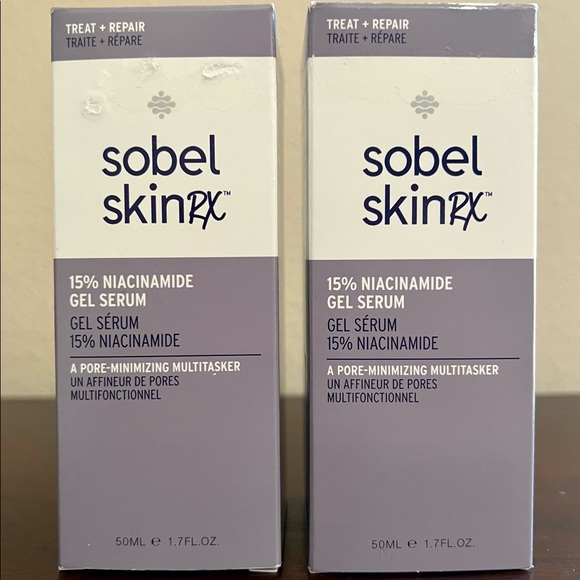 TREAT + REPAIR
TRAITE + RÉPARE
sobel
skinRX™
15% NIACINAMIDE
GEL SERUM
GEL SÉRUM
15% NIACINAMIDE
A PORE-MINIMIZING MULTITASKER
UN AFFINEUR DE PORES
MULTIFONCTIONNEL
50ML ℮ 1.7FL.OZ.
TREAT + REPAIR
TRAITE + RÉPARE
sobel
skinRX™
15% NIACINAMIDE
GEL SERUM
GEL SÉRUM
15% NIACINAMIDE
A PORE-MINIMIZING MULTITASKER
UN AFFINEUR DE PORES
MULTIFONCTIONNEL
50ML ℮ 1.7FL.OZ.